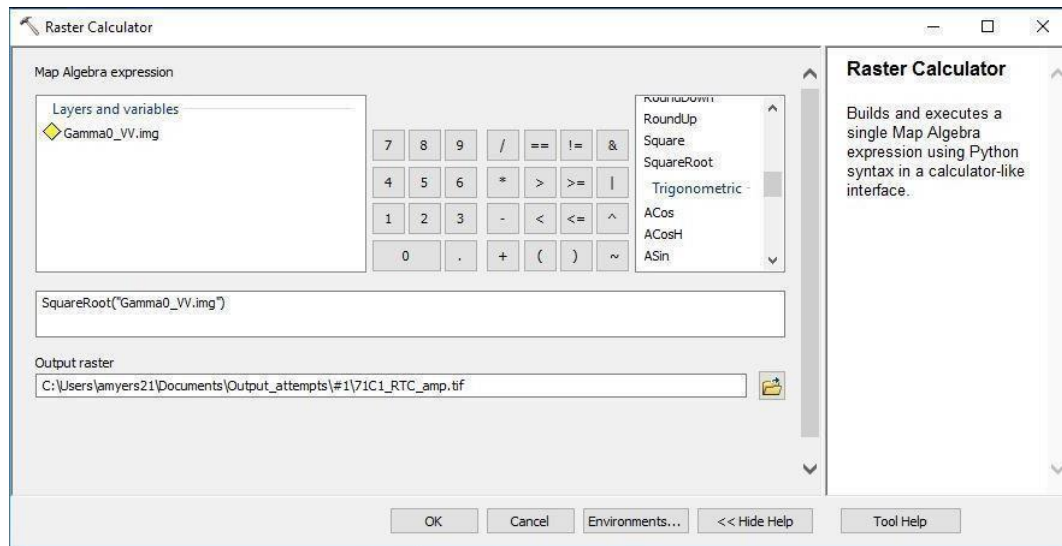 Raster Calculator
Map Algebra expression
Layers and variables
Gamma0_VV.img
7 8 9 / == != &
4 5 6 * > >= |
1 2 3 - < <= ^
0 . + ( ) ~
RoundDown
RoundUp
Square
SquareRoot
Trigonometric
ACos
ACosH
ASin
SquareRoot("Gamma0_VV.img")
Output raster
C:\Users\amyers21\Documents\Output_attempts\#1\71C1_RTC_amp.tif
OK
Cancel
Environments...
<< Hide Help
Tool Help
Raster Calculator
Builds and executes a
single Map Algebra
expression using Python
syntax in a calculator-like
interface.